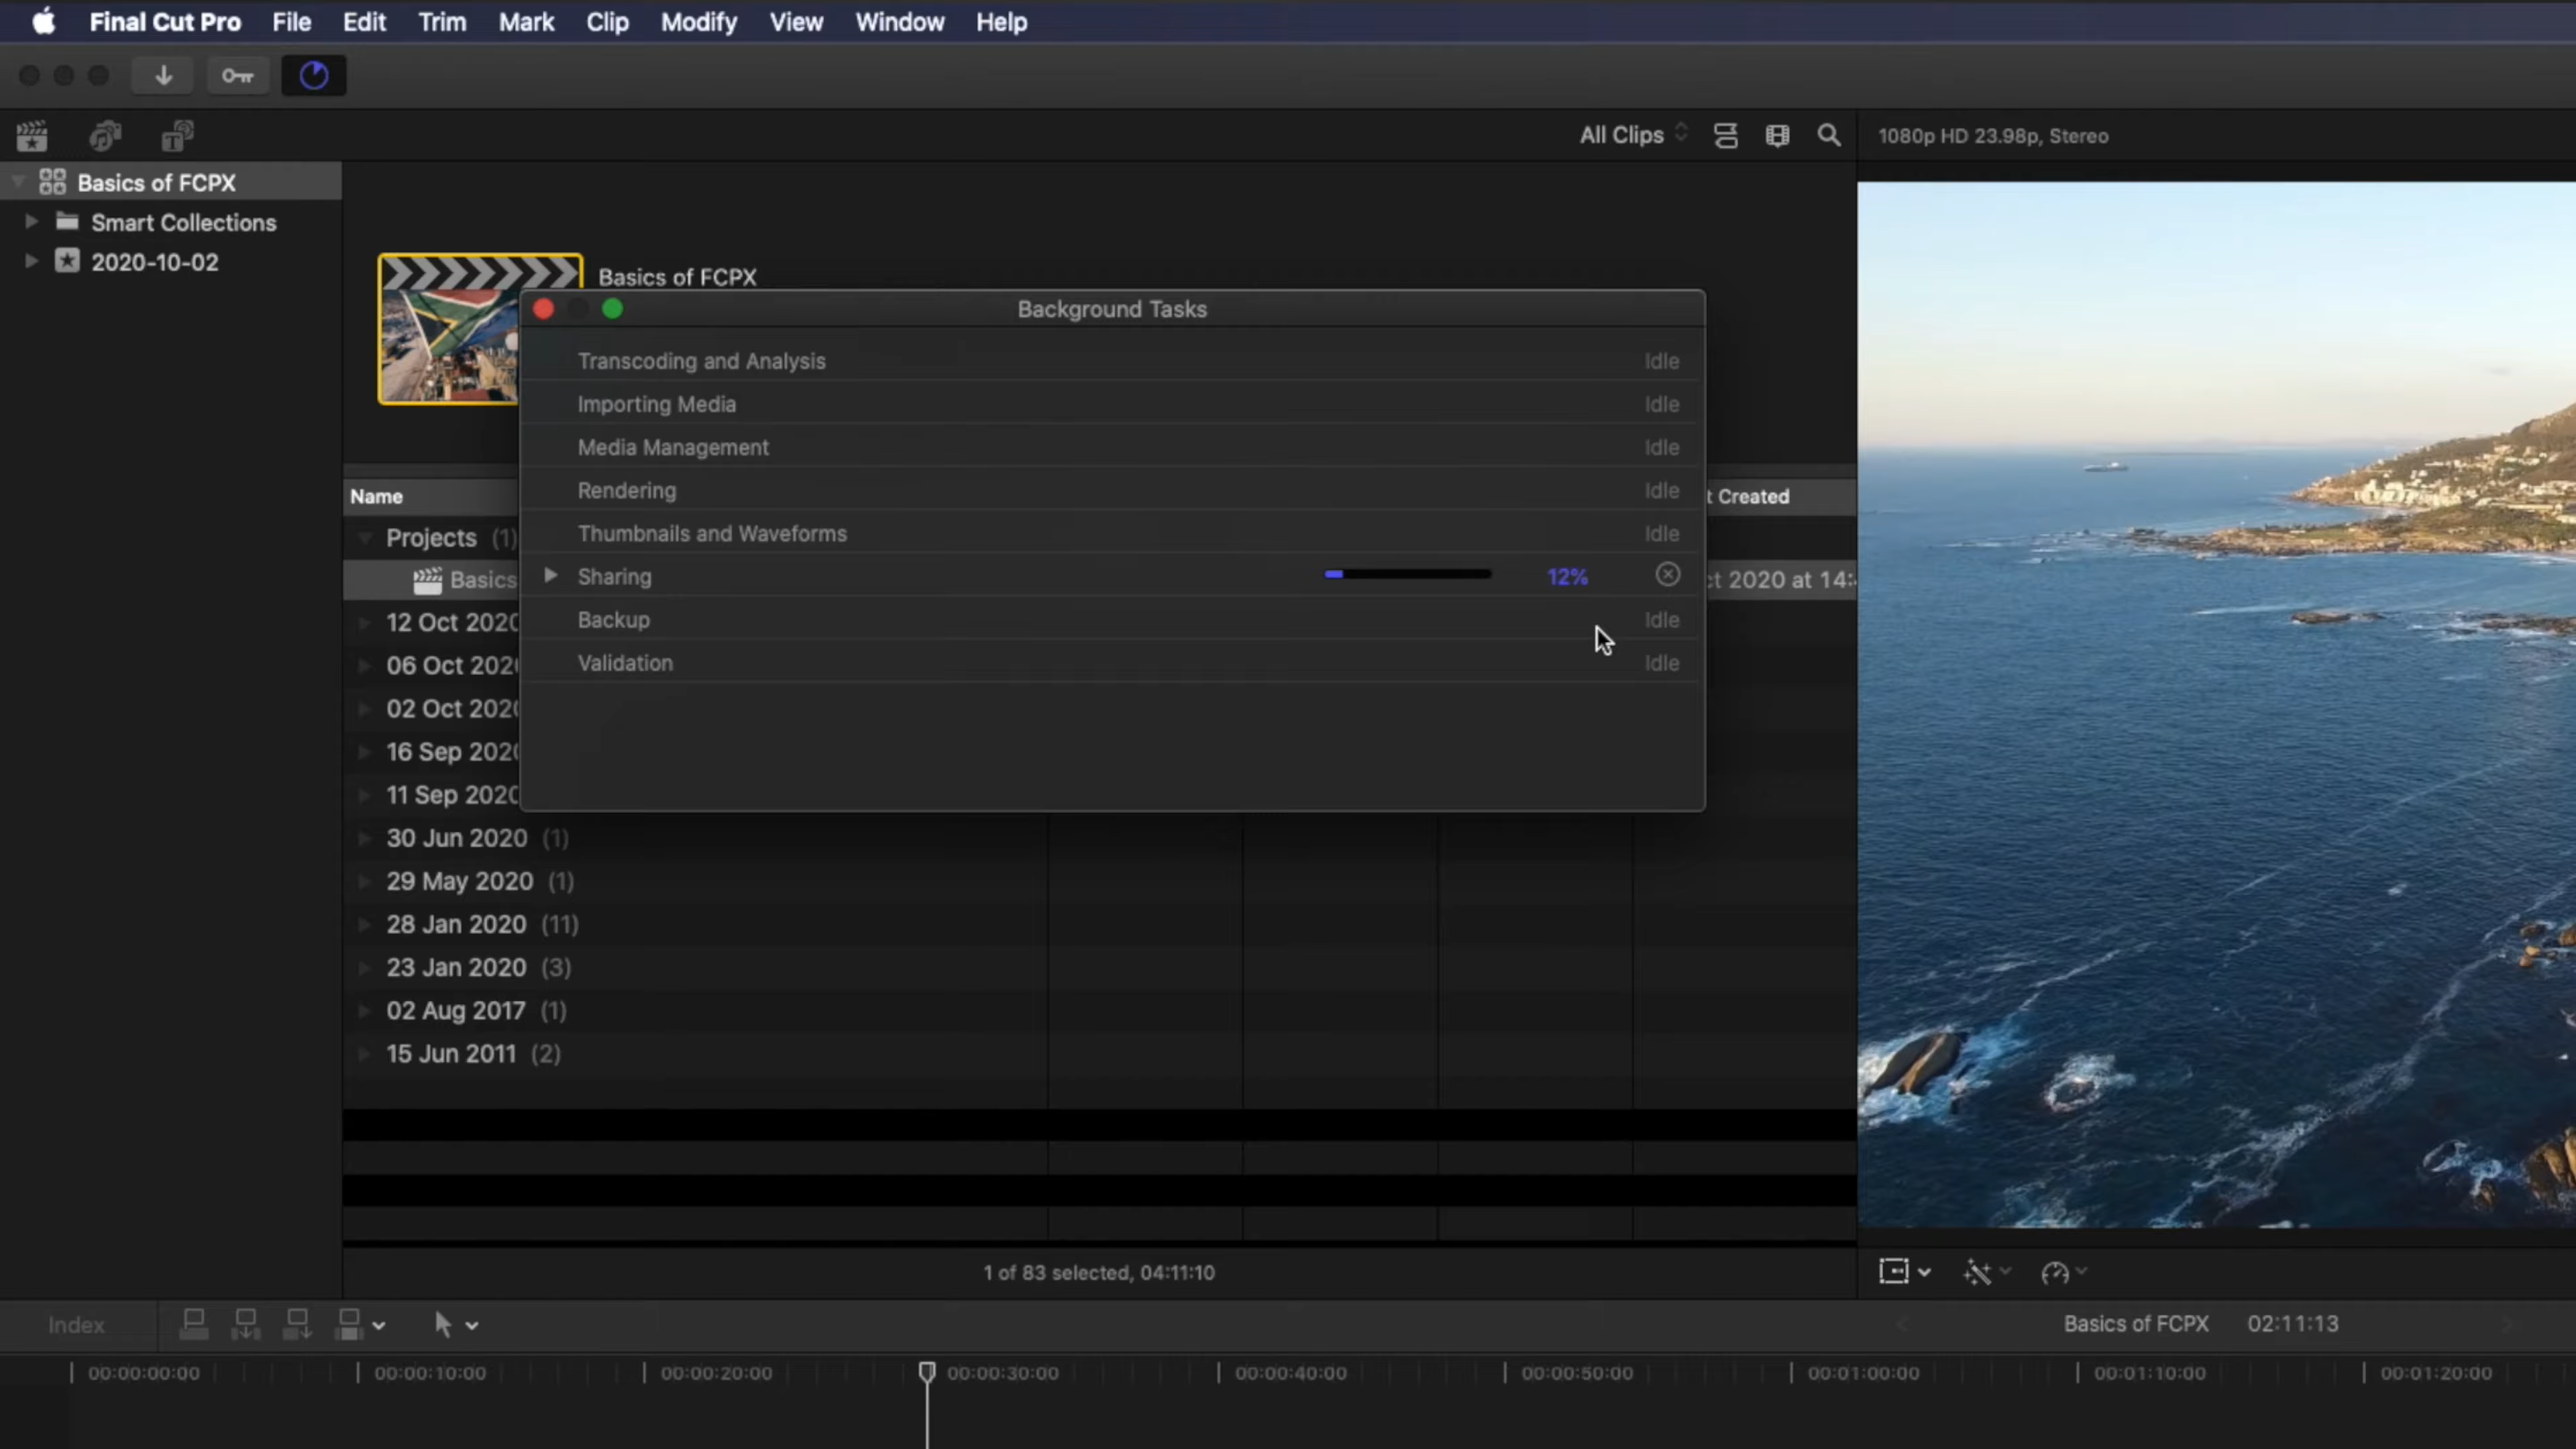 Final Cut Pro File Edit Trim Mark Clip Modify View Window Help
All Clips
1080p HD 23.98p, Stereo
Basics of FCPX
Smart Collections
2020-10-02
Basics of FCPX
Background Tasks
Transcoding and Analysis Idle
Importing Media Idle
Media Management Idle
Rendering Idle
Thumbnails and Waveforms Idle
Sharing 12%
Backup Idle
Validation Idle
Name t Created
Projects (1)
Basics ct 2020 at 14:
12 Oct 2020
06 Oct 202
02 Oct 2020
16 Sep 2020
11 Sep 2020
30 Jun 2020 (1)
29 May 2020 (1)
28 Jan 2020 (11)
23 Jan 2020 (3)
02 Aug 2017 (1)
15 Jun 2011 (2)
1 of 83 selected, 04:11:10
Index
Basics of FCPX 02:11:13
00:00:00:00 00:00:10:00 00:00:20:00 00:00:30:00 00:00:40:00 00:00:50:00 00:01:00:00 00:01:10:00 00:01:20:00